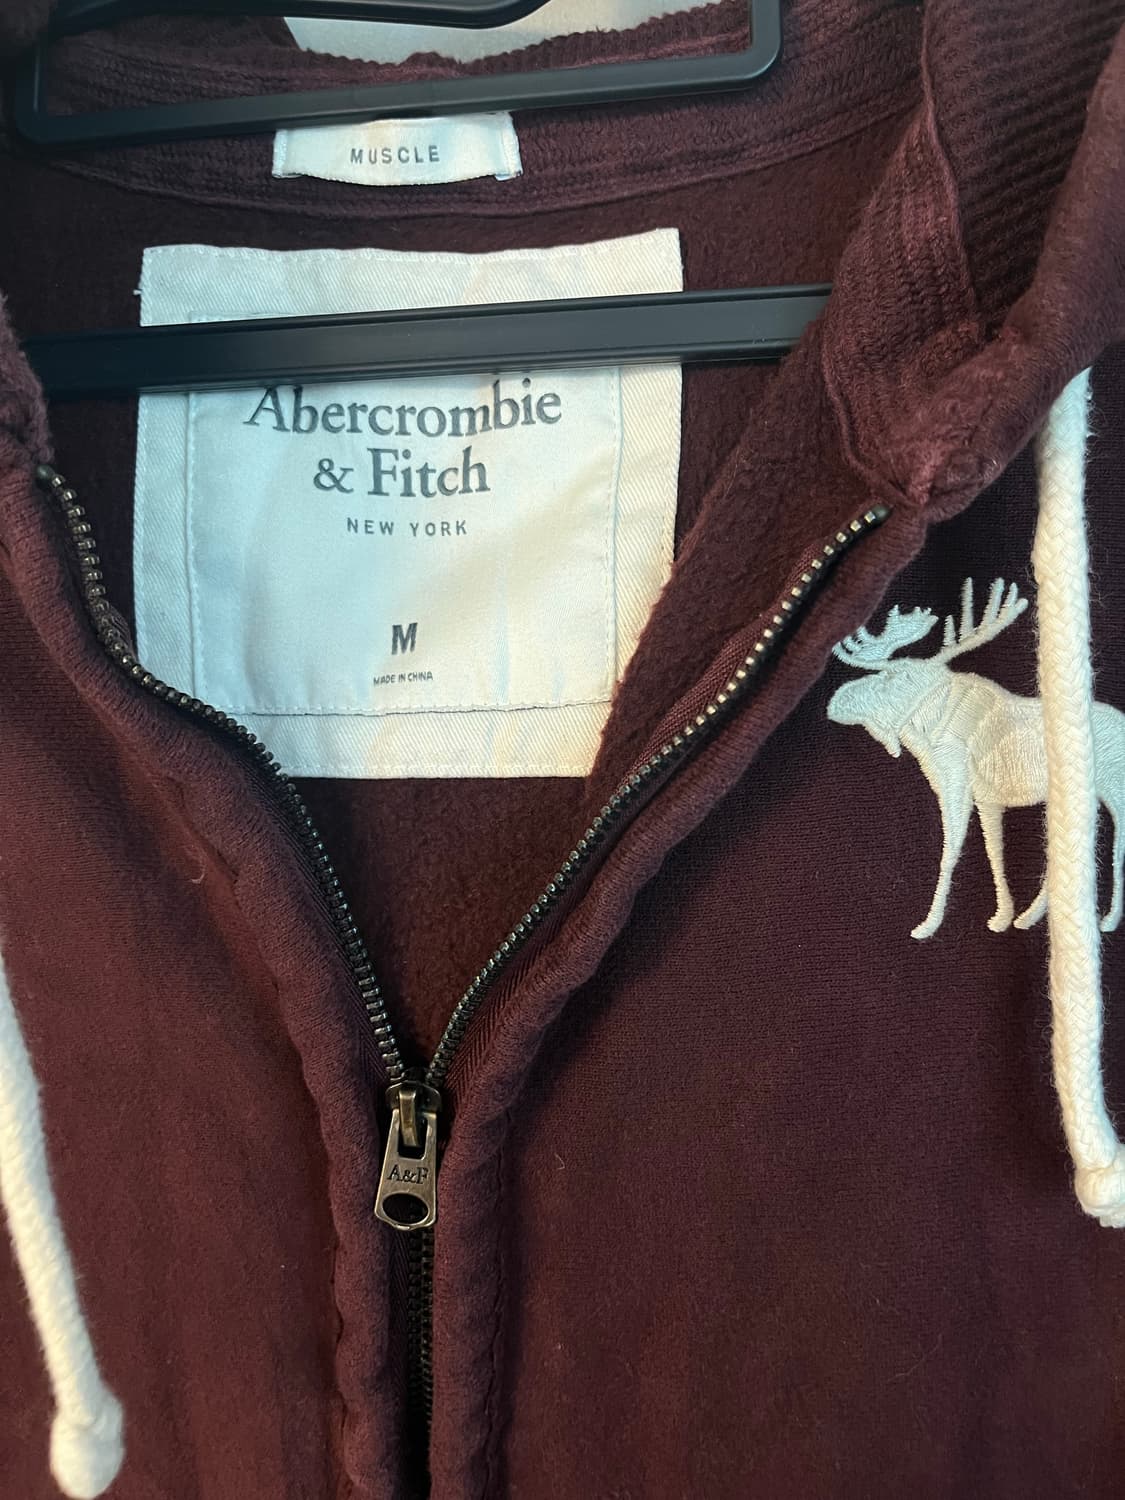 MUSCLE
Abercrombie
& Fitch
NEW YORK
M
MADE IN CHINA
A&F